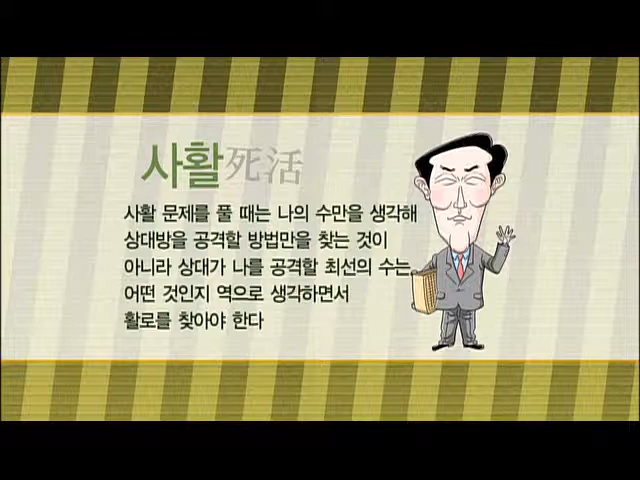 사활死活
사활 문제를 풀 때는 나의 수만을 생각해
상대방을 공격할 방법만을 찾는 것이
아니라 상대가 나를 공격할 최선의 수는
어떤 것인지 역으로 생각하면서
활로를 찾아야 한다